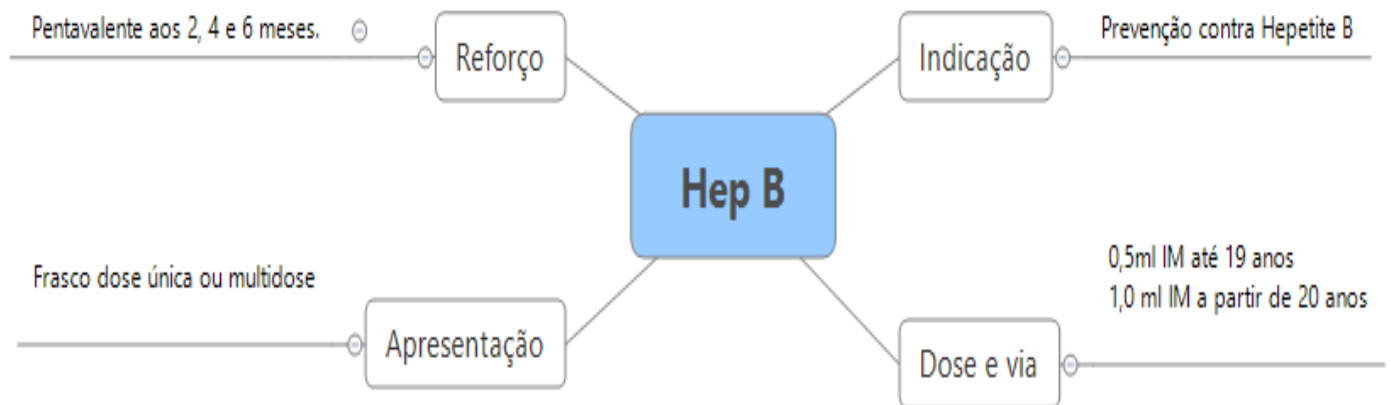 Pentavalente aos 2, 4 e 6 meses.
Reforço
Indicação
Prevenção contra Hepetite B
Hep B
Frasco dose única ou multidose
Apresentação
0,5ml IM até 19 anos
1,0 ml IM a partir de 20 anos
Dose e via